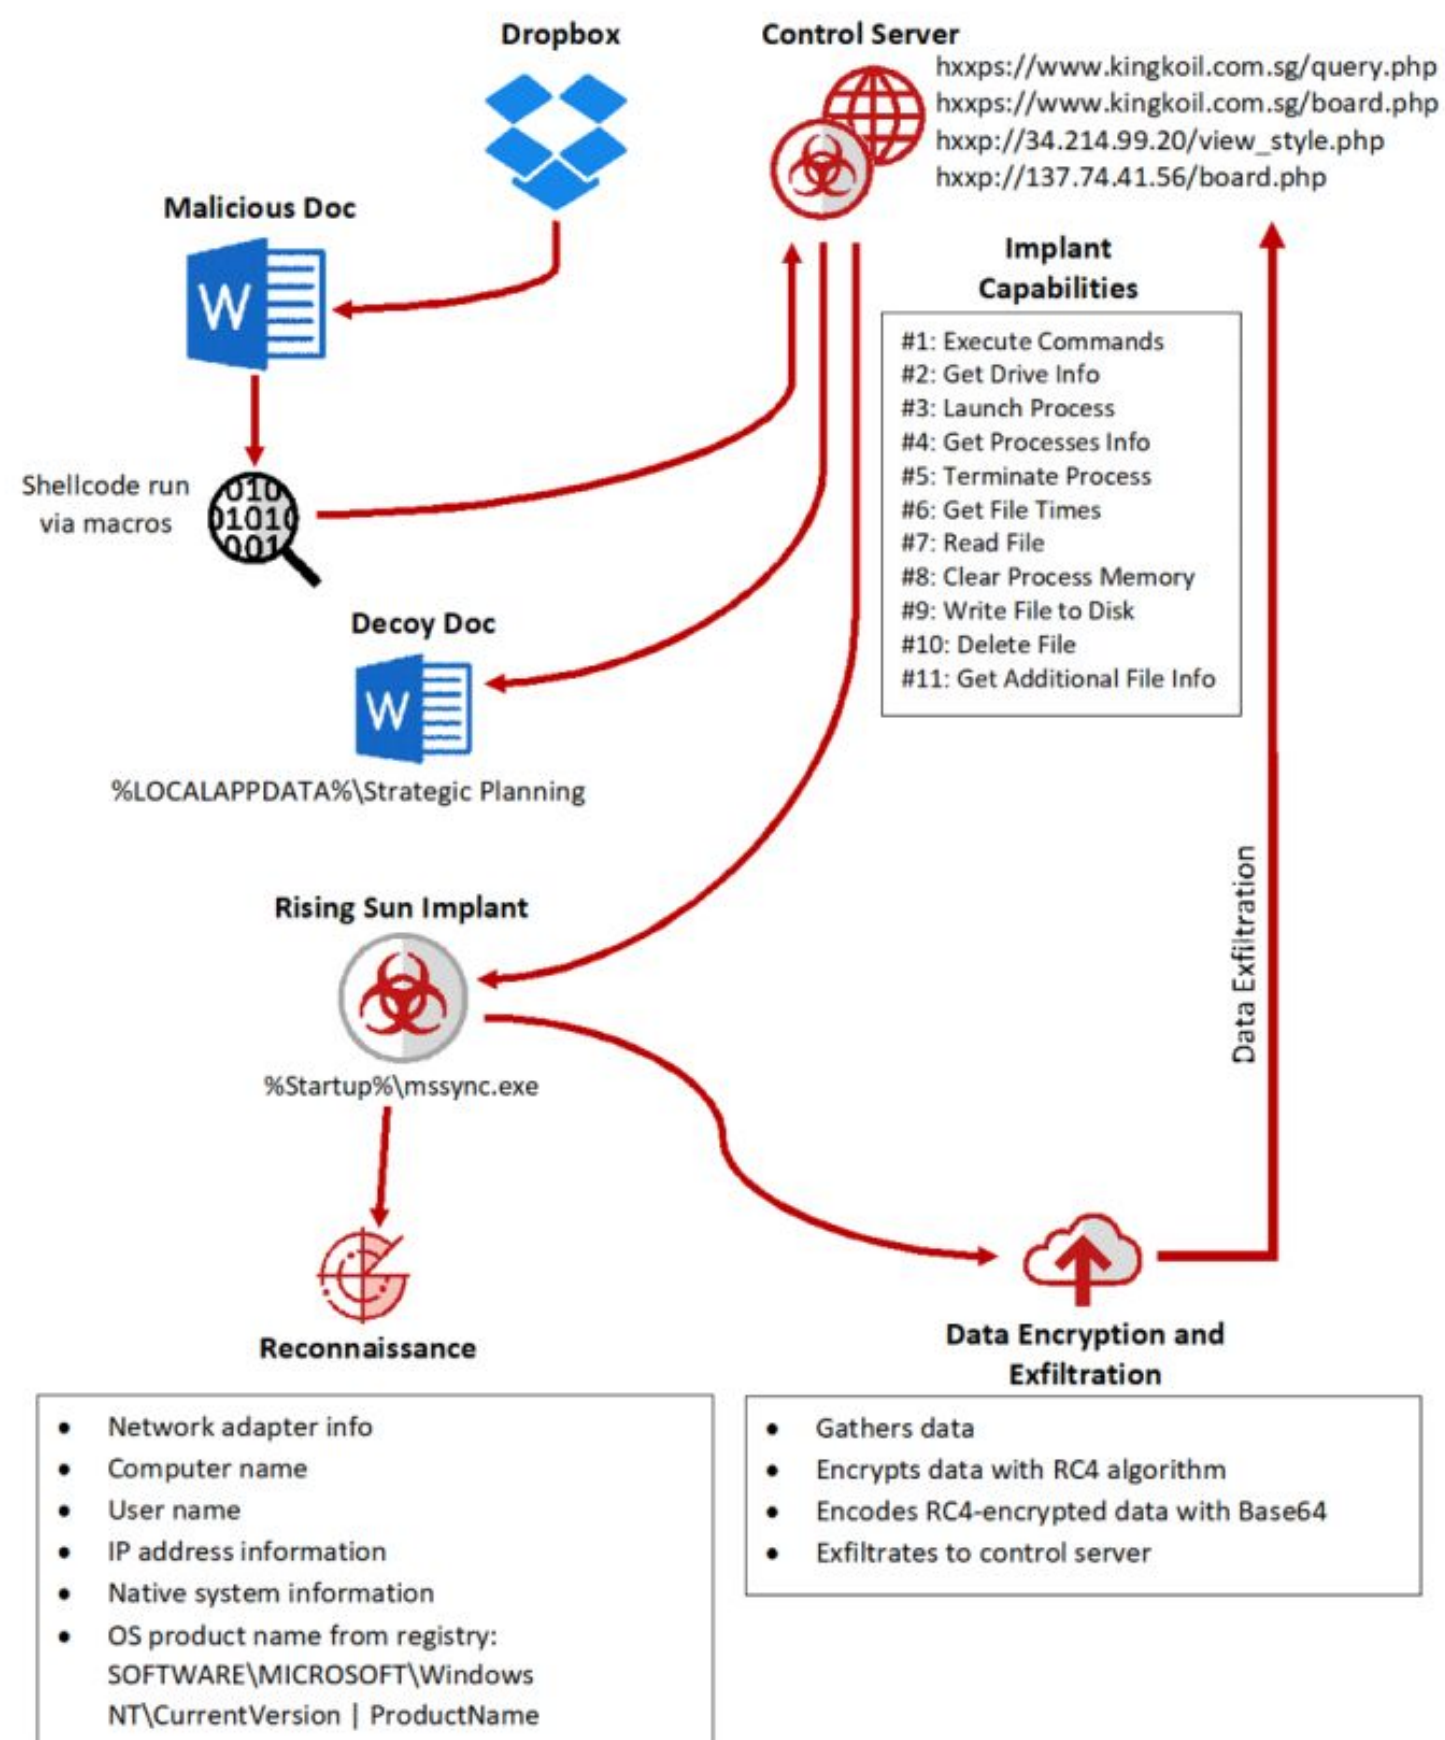 Dropbox
Control Server
hxxps://www.kingkoil.com.sg/query.php
hxxps://www.kingkoil.com.sg/board.php
hxxp://34.214.99.20/view_style.php
hxxp://137.74.41.56/board.php
Malicious Doc
W
Implant
Capabilities
#1: Execute Commands
#2: Get Drive Info
#3: Launch Process
#4: Get Processes Info
#5: Terminate Process
#6: Get File Times
#7: Read File
#8: Clear Process Memory
#9: Write File to Disk
#10: Delete File
#11: Get Additional File Info
Shellcode run
via macros
010
01010
001
Decoy Doc
W
%LOCALAPPDATA%\Strategic Planning
Rising Sun Implant
%Startup%\mssync.exe
Data Exfiltration
Reconnaissance
• Network adapter info
• Computer name
• User name
• IP address information
• Native system information
• OS product name from registry:
SOFTWARE\MICROSOFT\Windows
NT\CurrentVersion | ProductName
Data Encryption and
Exfiltration
• Gathers data
• Encrypts data with RC4 algorithm
• Encodes RC4-encrypted data with Base64
• Exfiltrates to control server